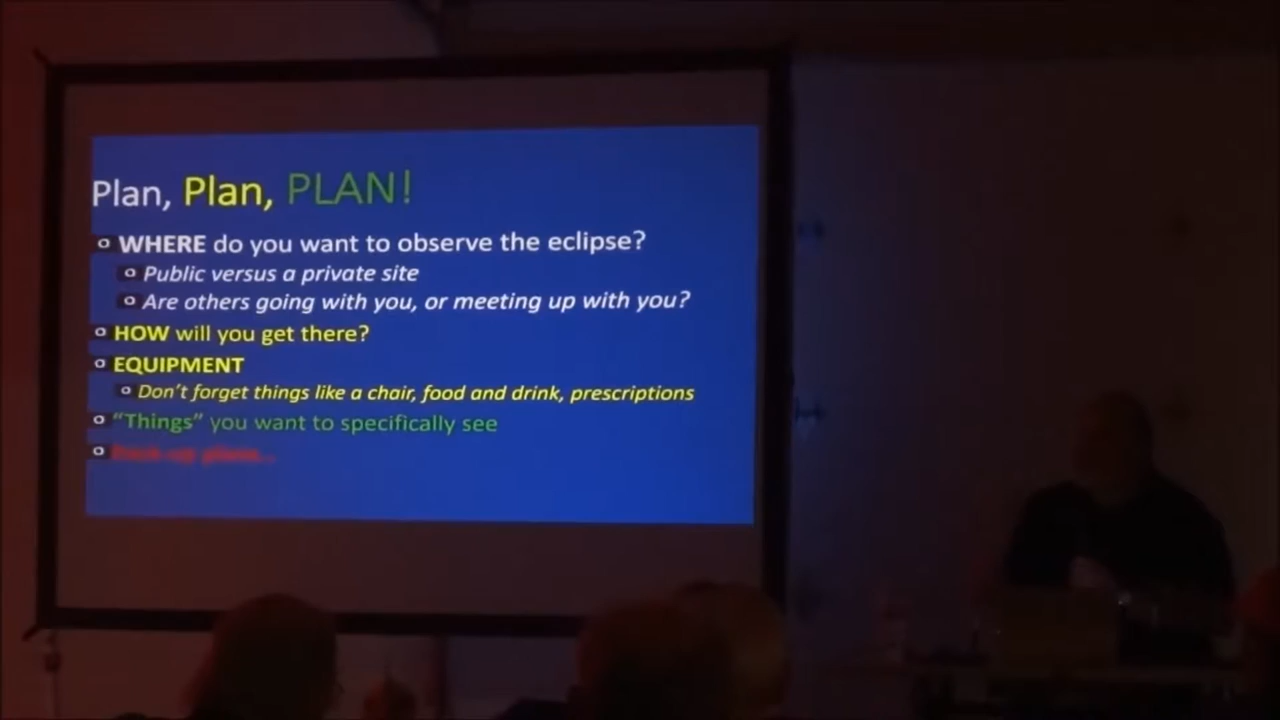 Plan, Plan, PLAN!
WHERE do you want to observe the eclipse?
Public versus a private site
Are others going with you, or meeting up with you?
HOW will you get there?
EQUIPMENT
Don't forget things like a chair, food and drink, prescriptions
“Things” you want to specifically see
plans...